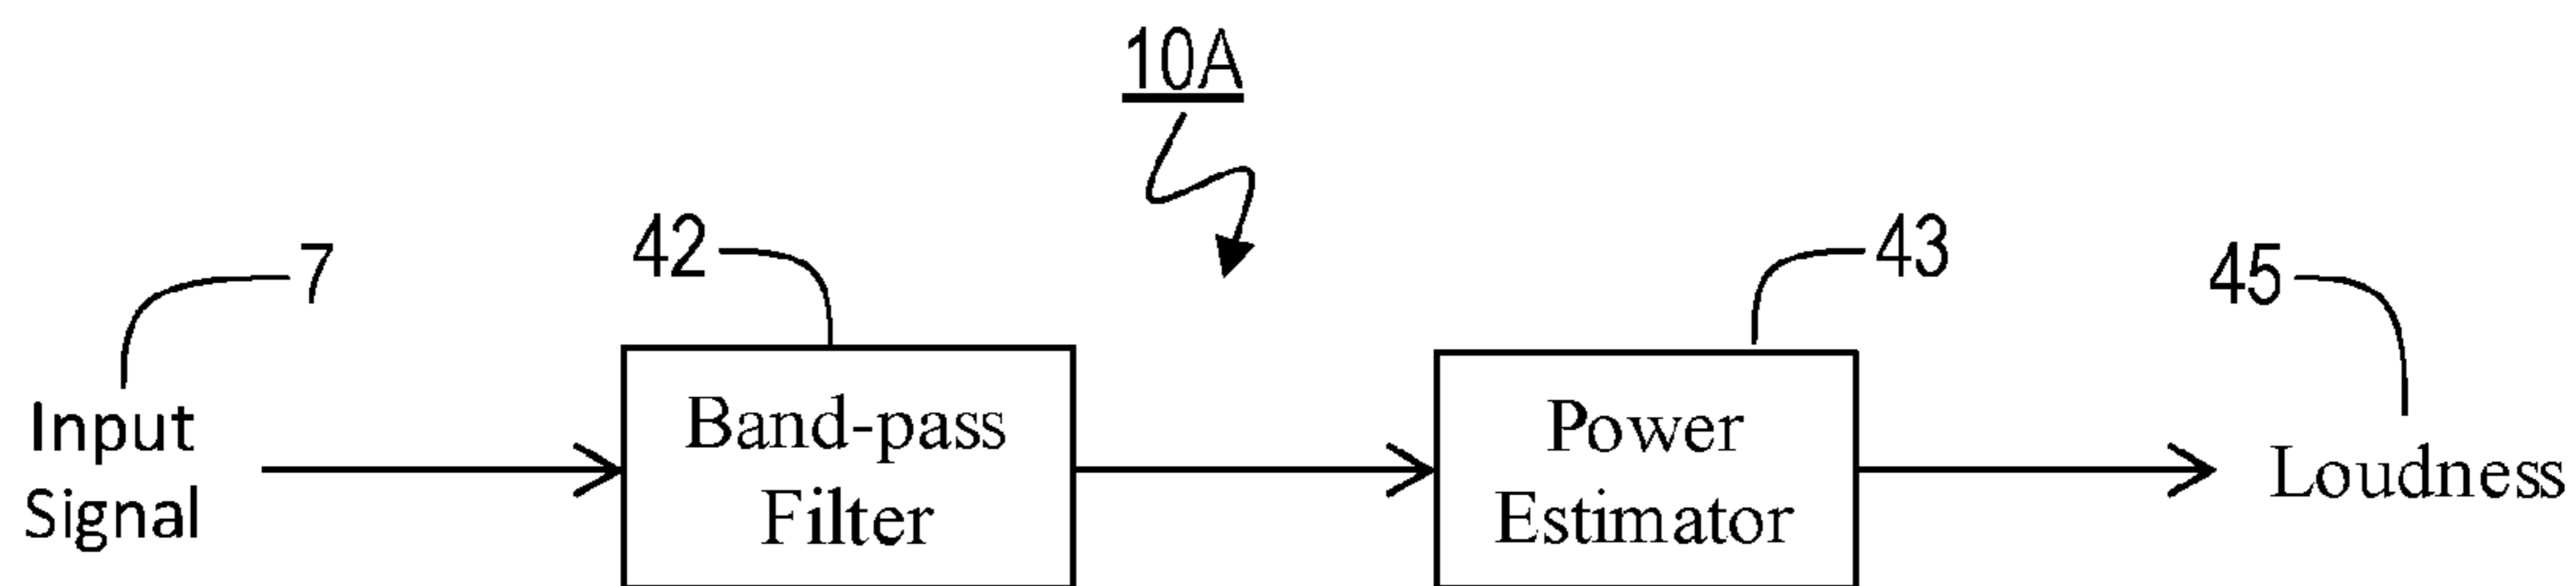 10A
7
42
43
45
Input
Signal
Band-pass
Filter
Power
Estimator
Loudness